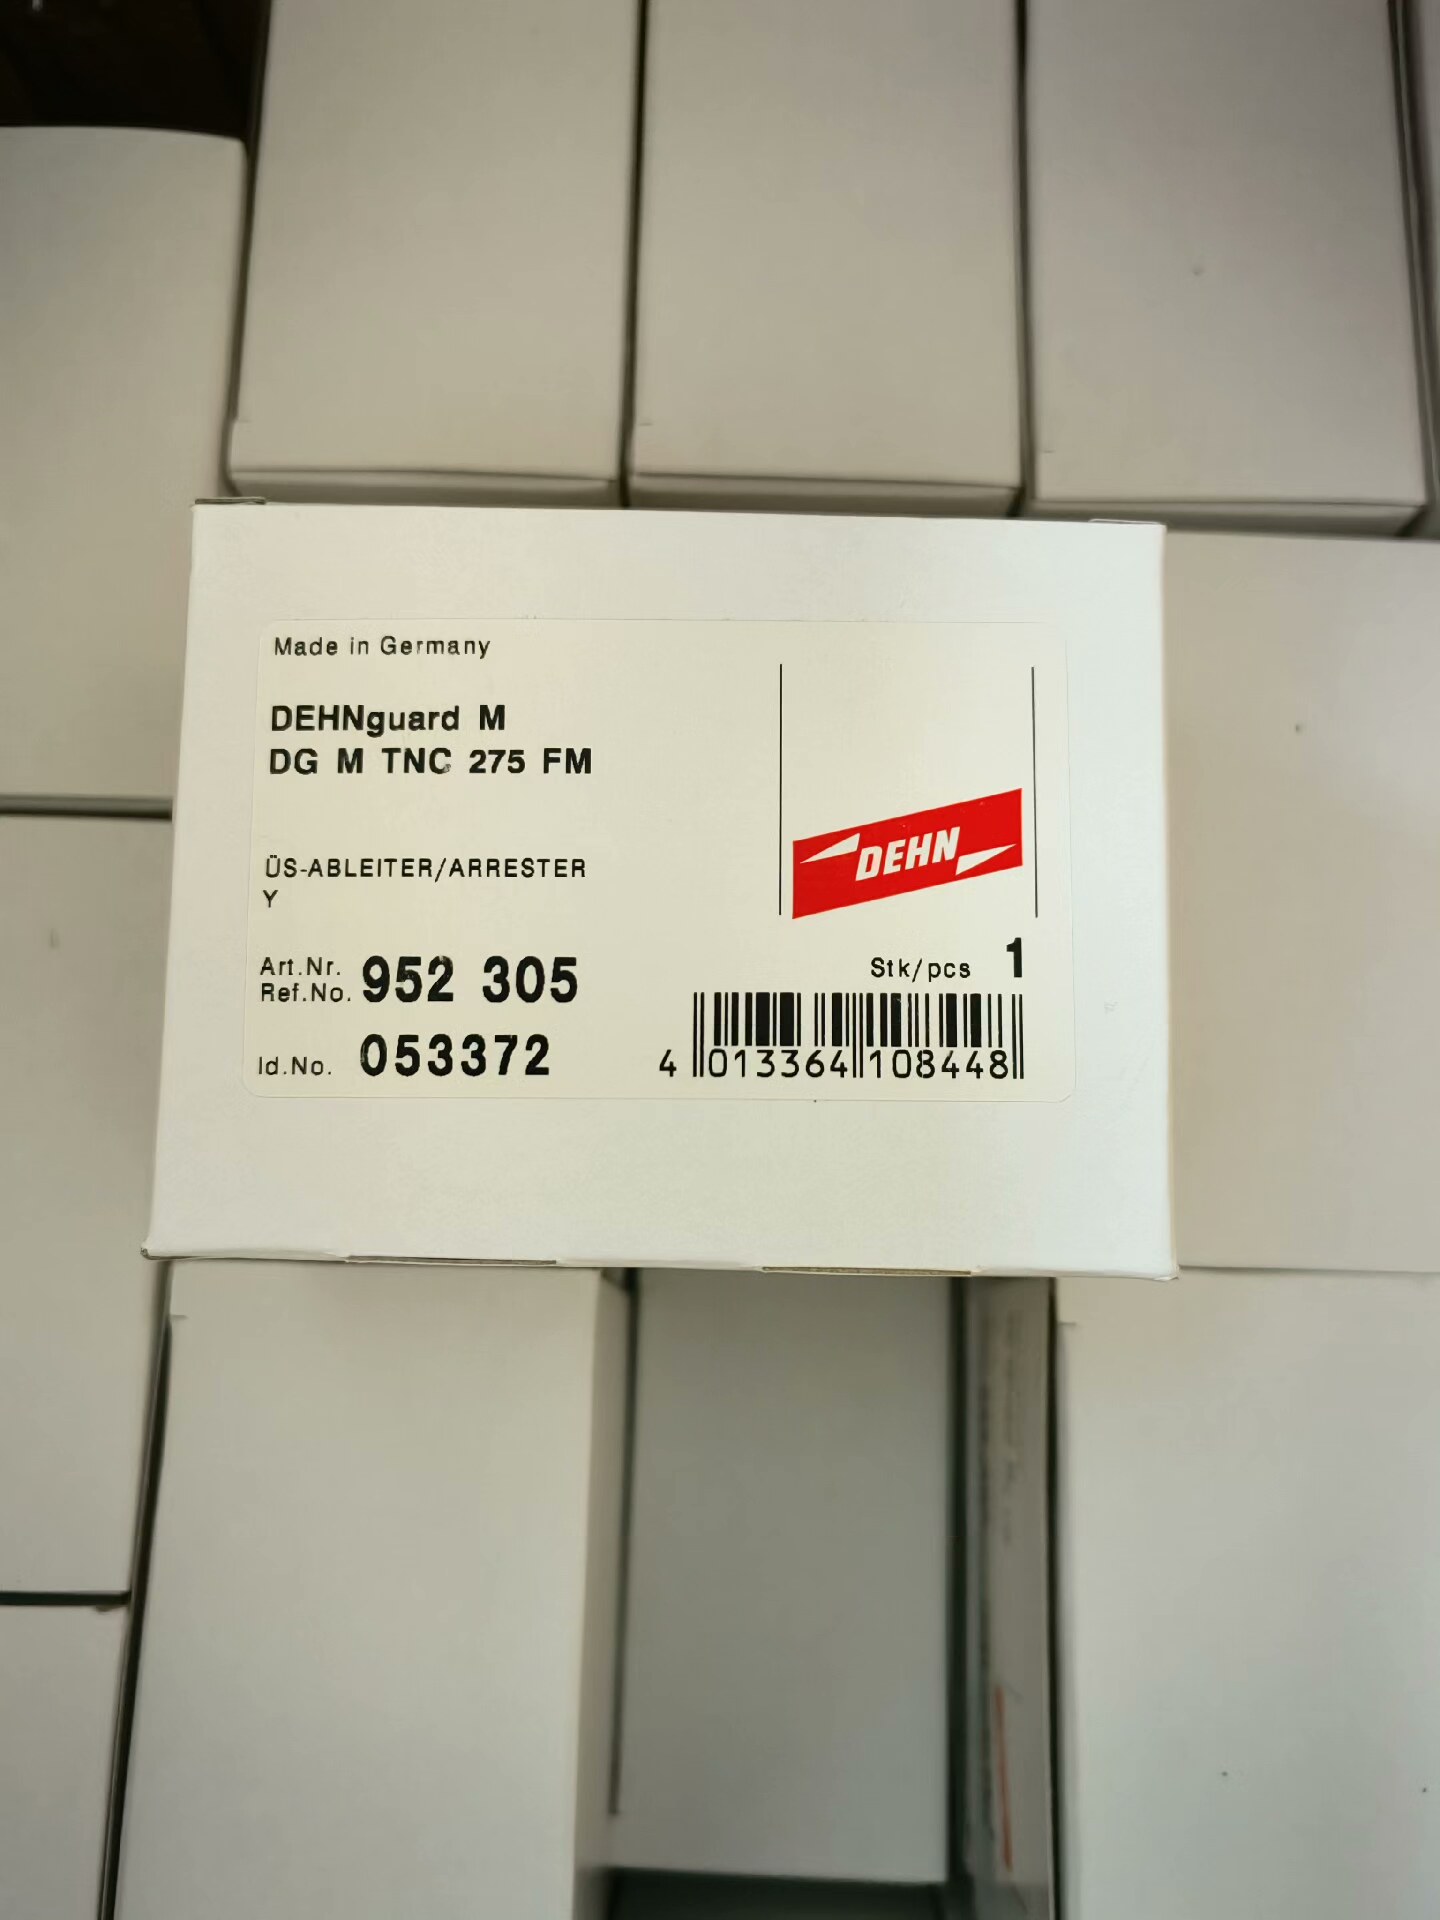 Made in Germany
DEHNguard M
DG M TNC 275 FM
ÜS-ABLEITER/ARRESTER
Y
DEHN
Art.Nr.
Ref.No. 952 305
Stk/pcs 1
Id.No. 053372
4 013364 108448